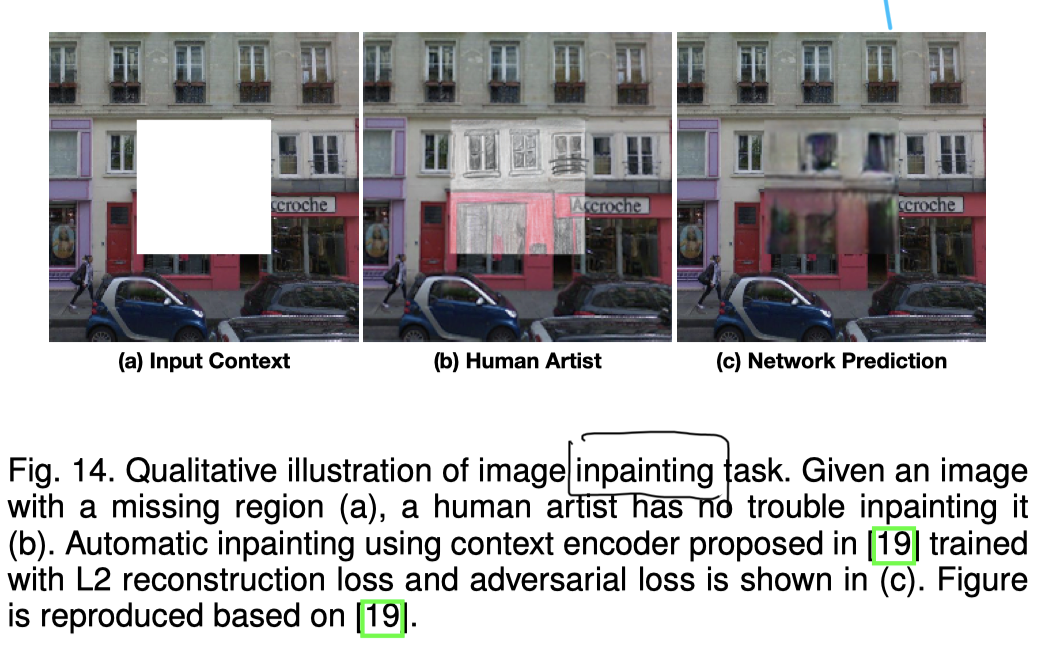 ccroche
Accroche
ccroche
(a) Input Context
(b) Human Artist
(c) Network Prediction
Fig. 14. Qualitative illustration of image inpainting task. Given an image
with a missing region (a), a human artist has no trouble inpainting it
(b). Automatic inpainting using context encoder proposed in [19] trained
with L2 reconstruction loss and adversarial loss is shown in (c). Figure
is reproduced based on [19].